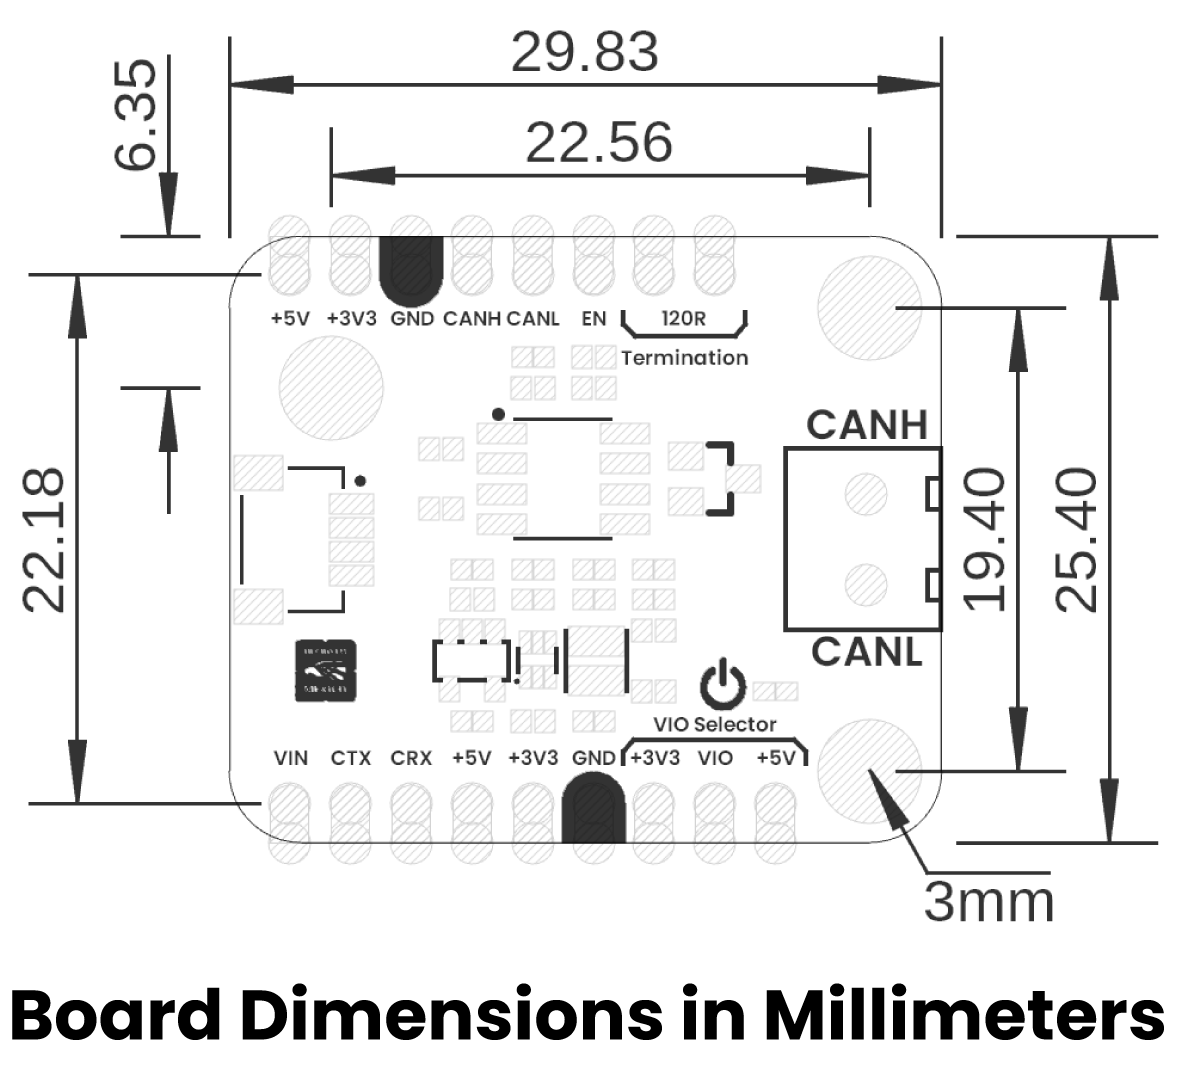 29.83
6.35
22.56
+5V +3V3 GND CANH CANL EN 120R
Termination
CANH
22.18
19.40
25.40
CANL
VIO Selector
VIN CTX CRX +5V +3V3 GND +3V3 VIO +5V
3mm
Board Dimensions in Millimeters